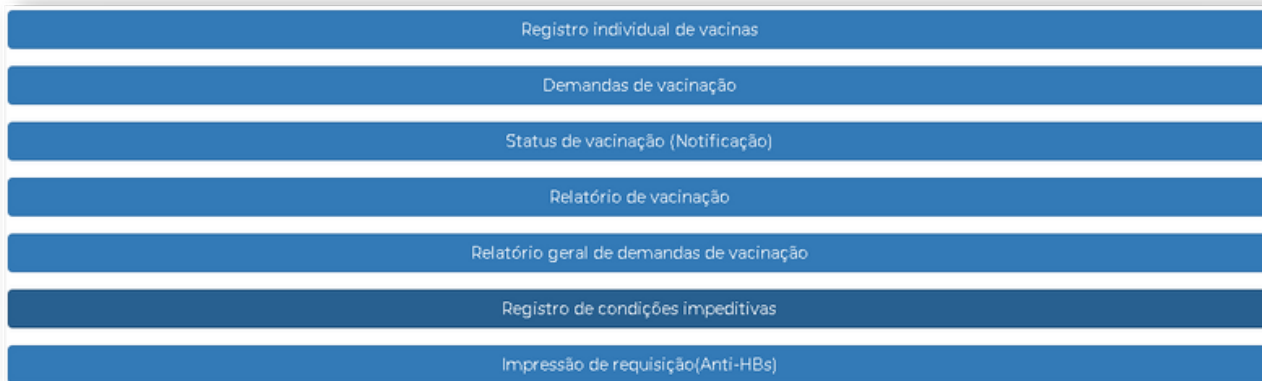 Registro individual de vacinas
Demandas de vacinação
Status de vacinação (Notificação)
Relatório de vacinação
Relatório geral de demandas de vacinação
Registro de condições impeditivas
Impressão de requisição(Anti-HBs)